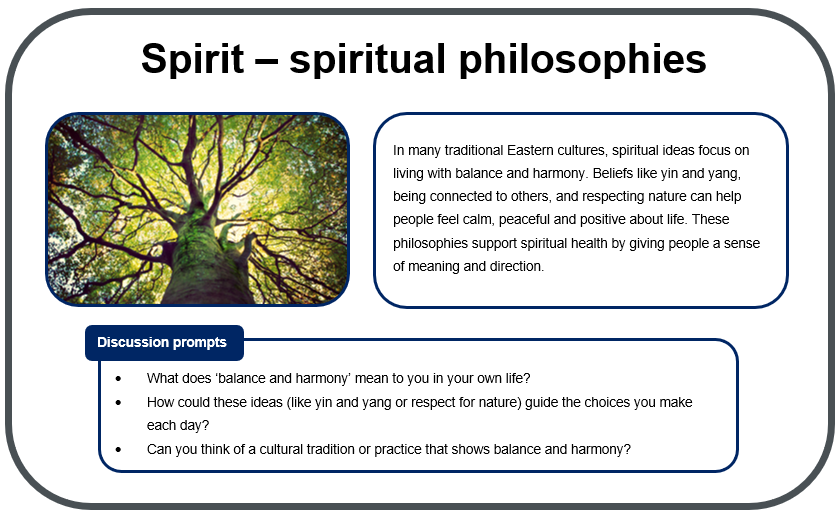 Spirit – spiritual philosophies
In many traditional Eastern cultures, spiritual ideas focus on
living with balance and harmony. Beliefs like yin and yang,
being connected to others, and respecting nature can help
people feel calm, peaceful and positive about life. These
philosophies support spiritual health by giving people a sense
of meaning and direction.
Discussion prompts
• What does ‘balance and harmony’ mean to you in your own life?
• How could these ideas (like yin and yang or respect for nature) guide the choices you make
each day?
• Can you think of a cultural tradition or practice that shows balance and harmony?